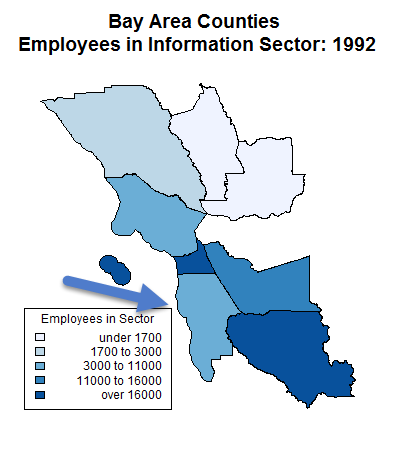 Bay Area Counties
Employees in Information Sector: 1992
Employees in Sector
under 1700
1700 to 3000
3000 to 11000
11000 to 16000
over 16000